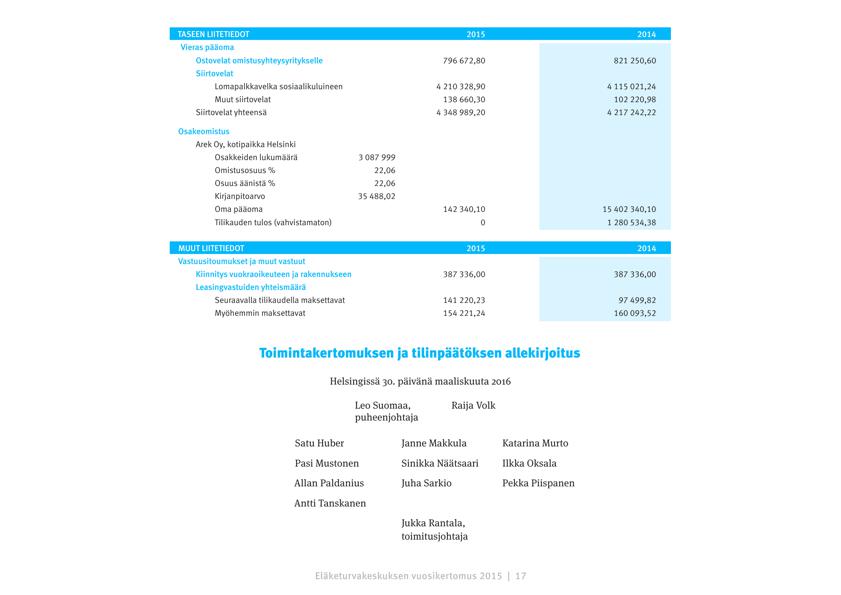 TASEEN LIITETIEDOT 2015 2014
Vieras pääoma
Ostovelat omistusyhteysyritykselle 796 672,80 821 250,60
Siirtovelat
Lomapalkkavelka sosiaalikuluineen 4 210 328,90 4 115 021,24
Muut siirtovelat 138 660,30 102 220,98
Siirtovelat yhteensä 4 348 989,20 4 217 242,22
Osakeomistus
Arek Oy, kotipaikka Helsinki
Osakkeiden lukumäärä 3 087 999
Omistusosuus % 22,06
Osuus äänistä % 22,06
Kirjanpitoarvo 35 488,02
Oma pääoma 142 340,10 15 402 340,10
Tilikauden tulos (vahvistamaton) 0 1 280 534,38
MUUT LIITETIEDOT 2015 2014
Vastuusitoumukset ja muut vastuut
Kiinnitys vuokraoikeuteen ja rakennukseen 387 336,00 387 336,00
Leasingvastuiden yhteismäärä
Seuraavalla tilikaudella maksettavat 141 220,23 97 499,82
Myöhemmin maksettavat 154 221,24 160 093,52
Toimintakertomuksen ja tilinpäätöksen allekirjoitus
Helsingissä 30. päivänä maaliskuuta 2016
Leo Suomaa, Raija Volk
puheenjohtaja
Satu Huber Janne Makkula Katarina Murto
Pasi Mustonen Sinikka Näätsaari Ilkka Oksala
Allan Paldanius Juha Sarkio Pekka Piispanen
Antti Tanskanen
Jukka Rantala,
toimitusjohtaja
Eläketurvakeskuksen vuosikertomus 2015 | 17